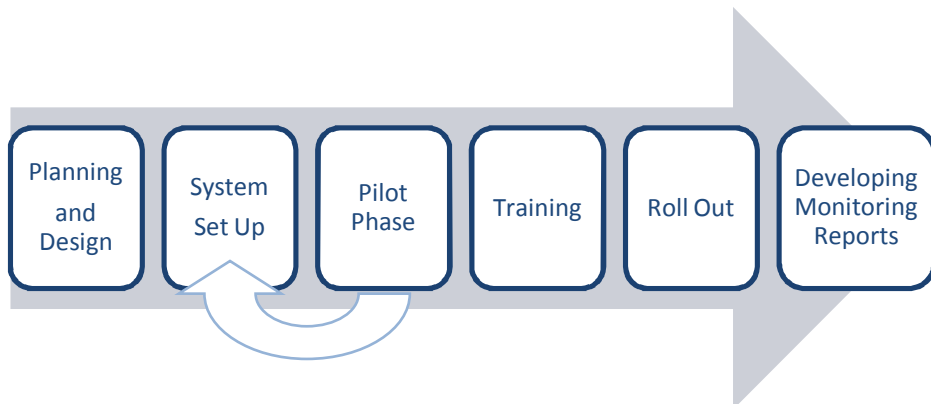 Planning
and
Design
System
Set Up
Pilot
Phase
Training
Roll Out
Developing
Monitoring
Reports